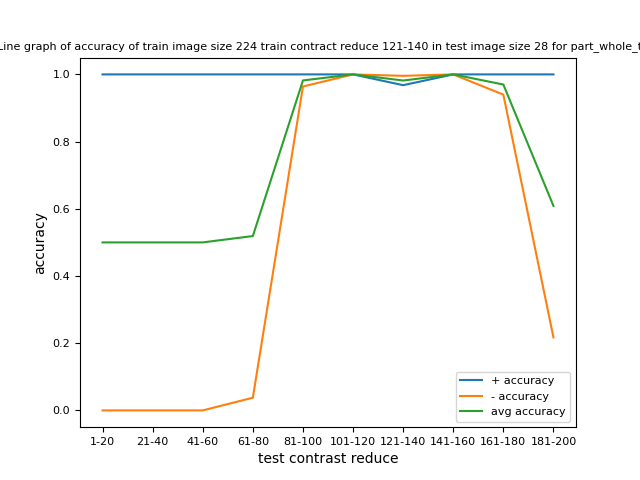 Line graph of accuracy of train image size 224 train contract reduce 121-140 in test image size 28 for part_whole_t
1.0
0.8
0.6
0.4
0.2
0.0
accuracy
1-20 21-40 41-60 61-80 81-100 101-120 121-140 141-160 161-180 181-200
test contrast reduce
+ accuracy
- accuracy
avg accuracy